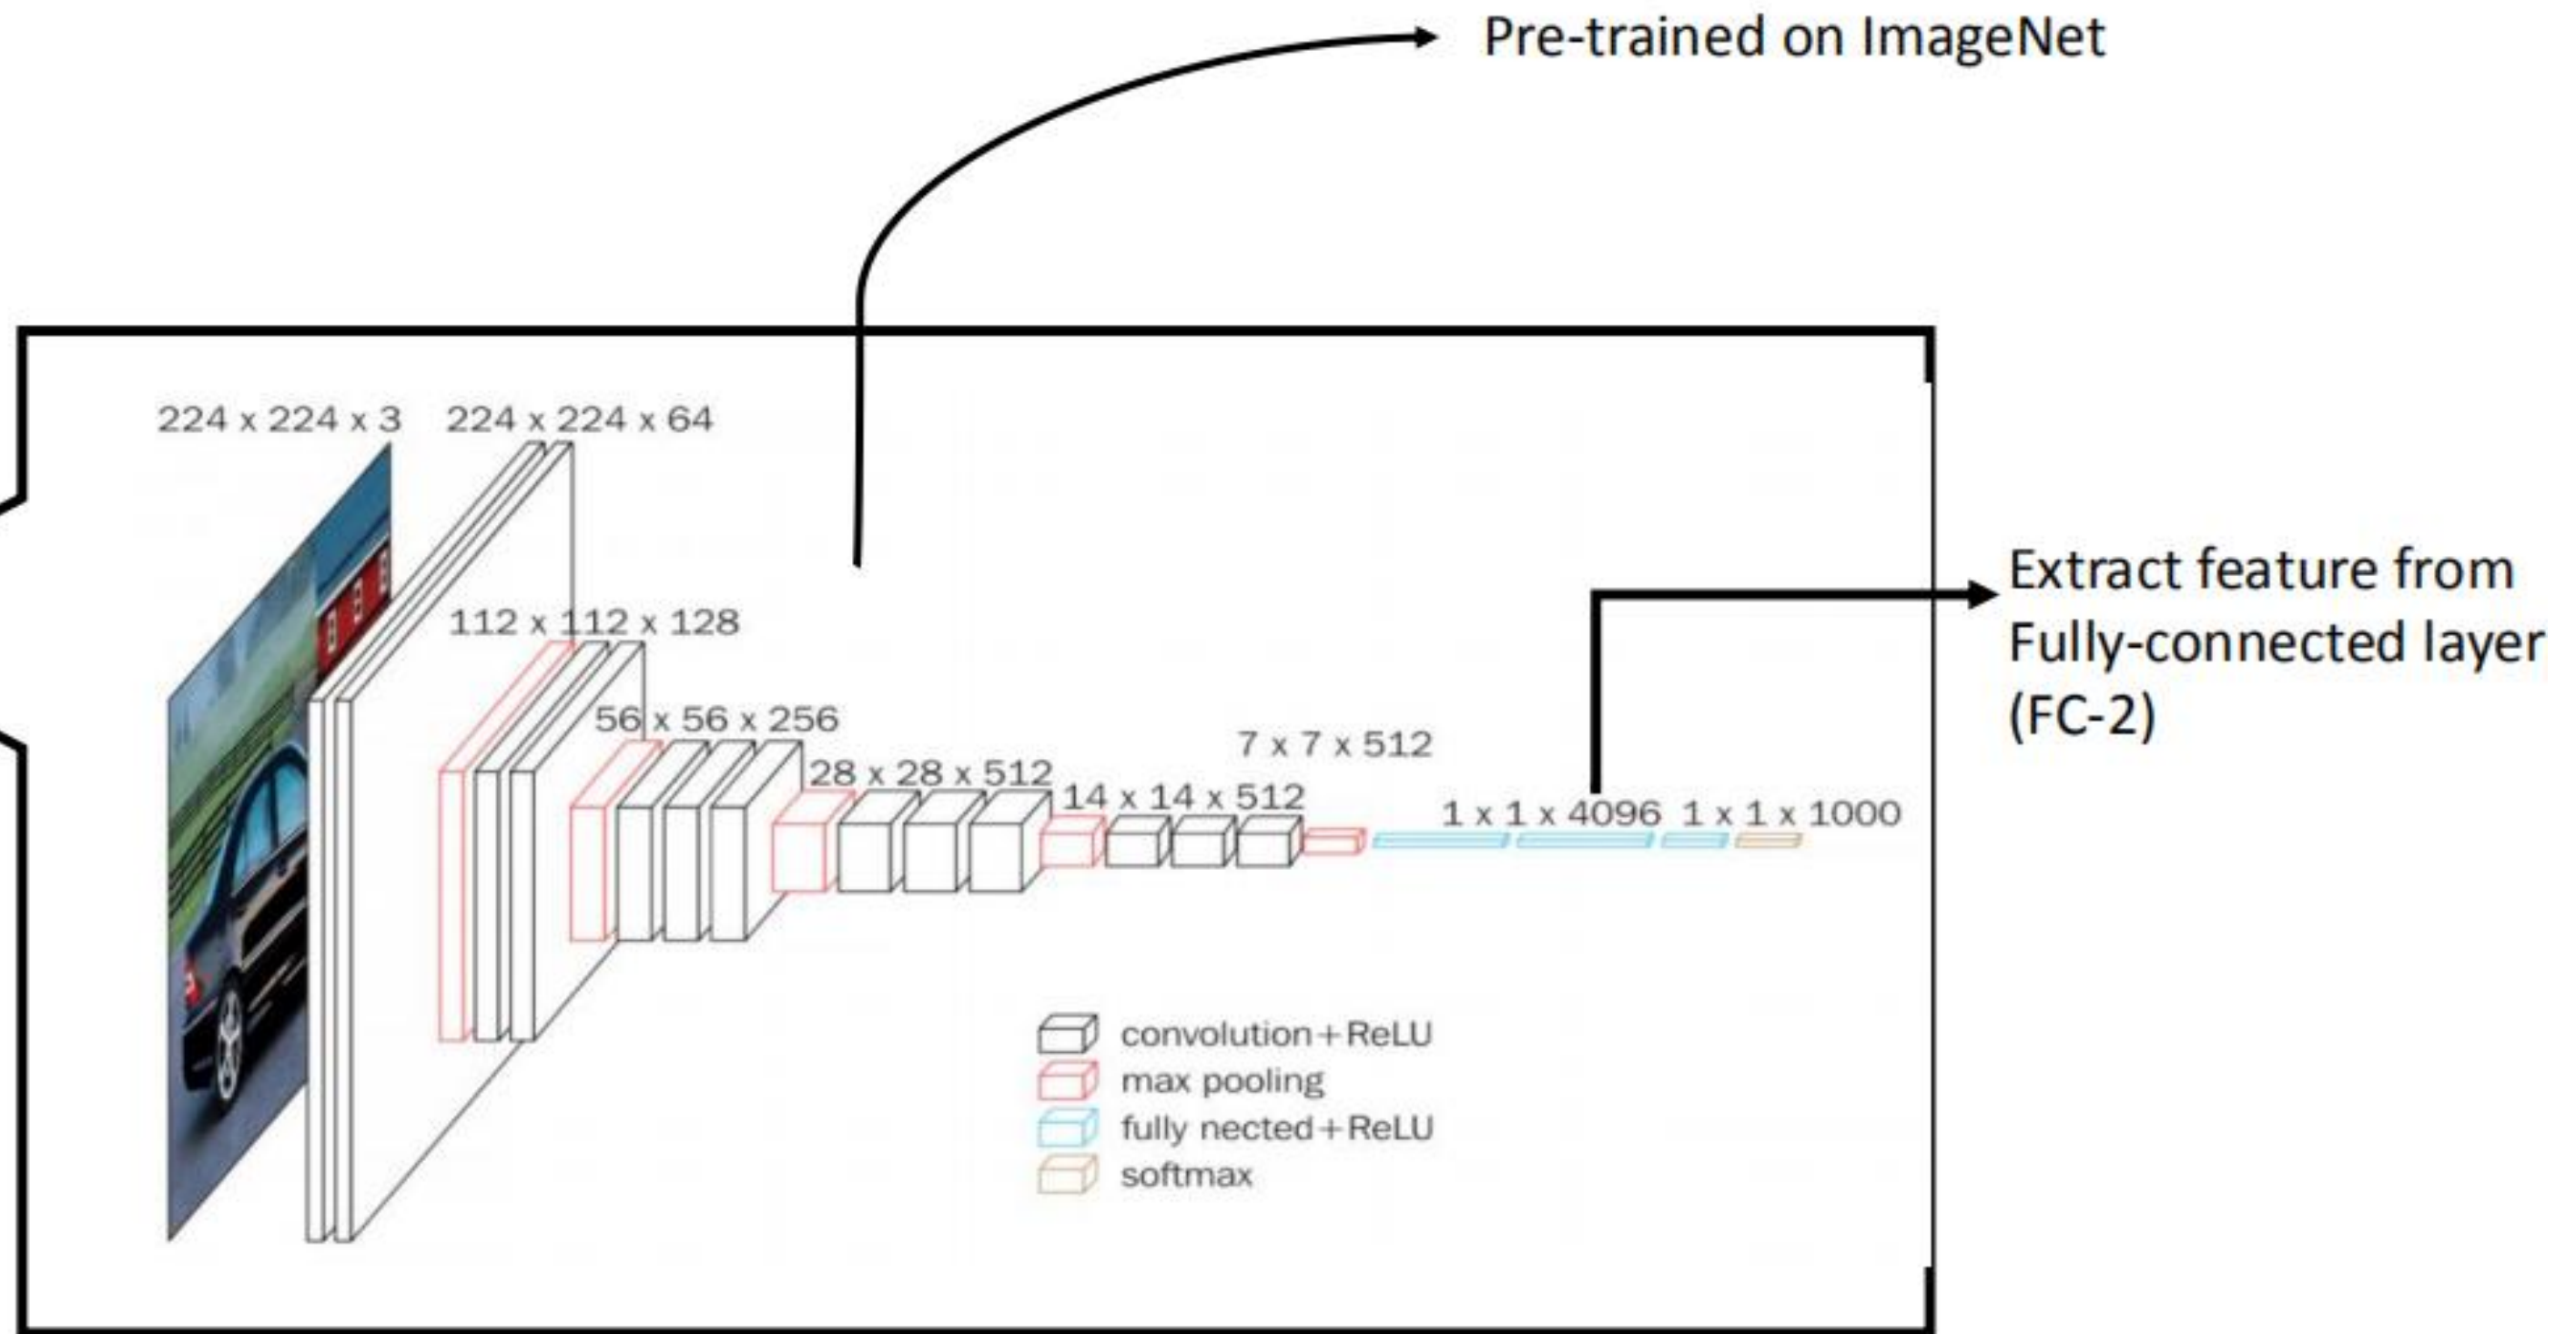 Pre-trained on ImageNet
224 x 224 x 3
224 x 224 x 64
112 x 112 x 128
56 x 56 x 256
28 x 28 x 512
14 x 14 x 512
7 x 7 x 512
1 x 1 x 4096
1 x 1 x 1000
Extract feature from
Fully-connected layer
(FC-2)
convolution+ReLU
max pooling
fully nected+ReLU
softmax